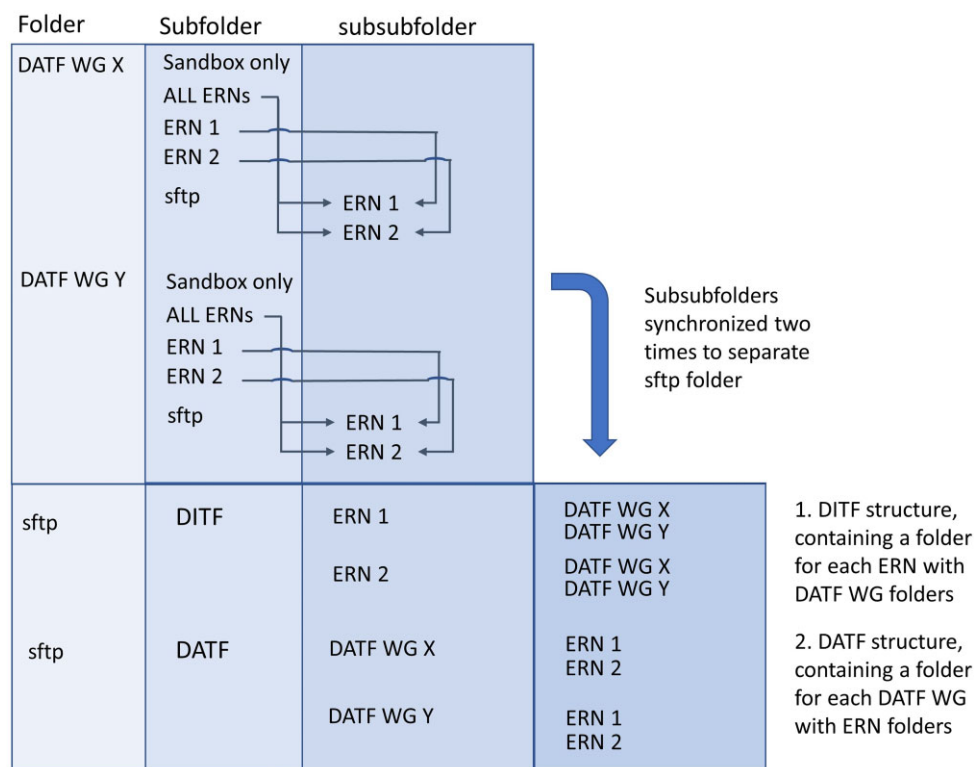 Folder Subfolder subsubfolder
DATF WG X Sandbox only
ALL ERNs
ERN 1
ERN 2
sftp ERN 1
ERN 2
DATF WG Y Sandbox only
ALL ERNs
ERN 1
ERN 2
sftp ERN 1
ERN 2
Subsubfolders
synchronized two
times to separate
sftp folder
sftp DITF ERN 1 DATF WG X
DATF WG Y
ERN 2 DATF WG X
DATF WG Y
1. DITF structure,
containing a folder
for each ERN with
DATF WG folders
sftp DATF DATF WG X ERN 1
ERN 2
DATF WG Y ERN 1
ERN 2
2. DATF structure,
containing a folder
for each DATF WG
with ERN folders